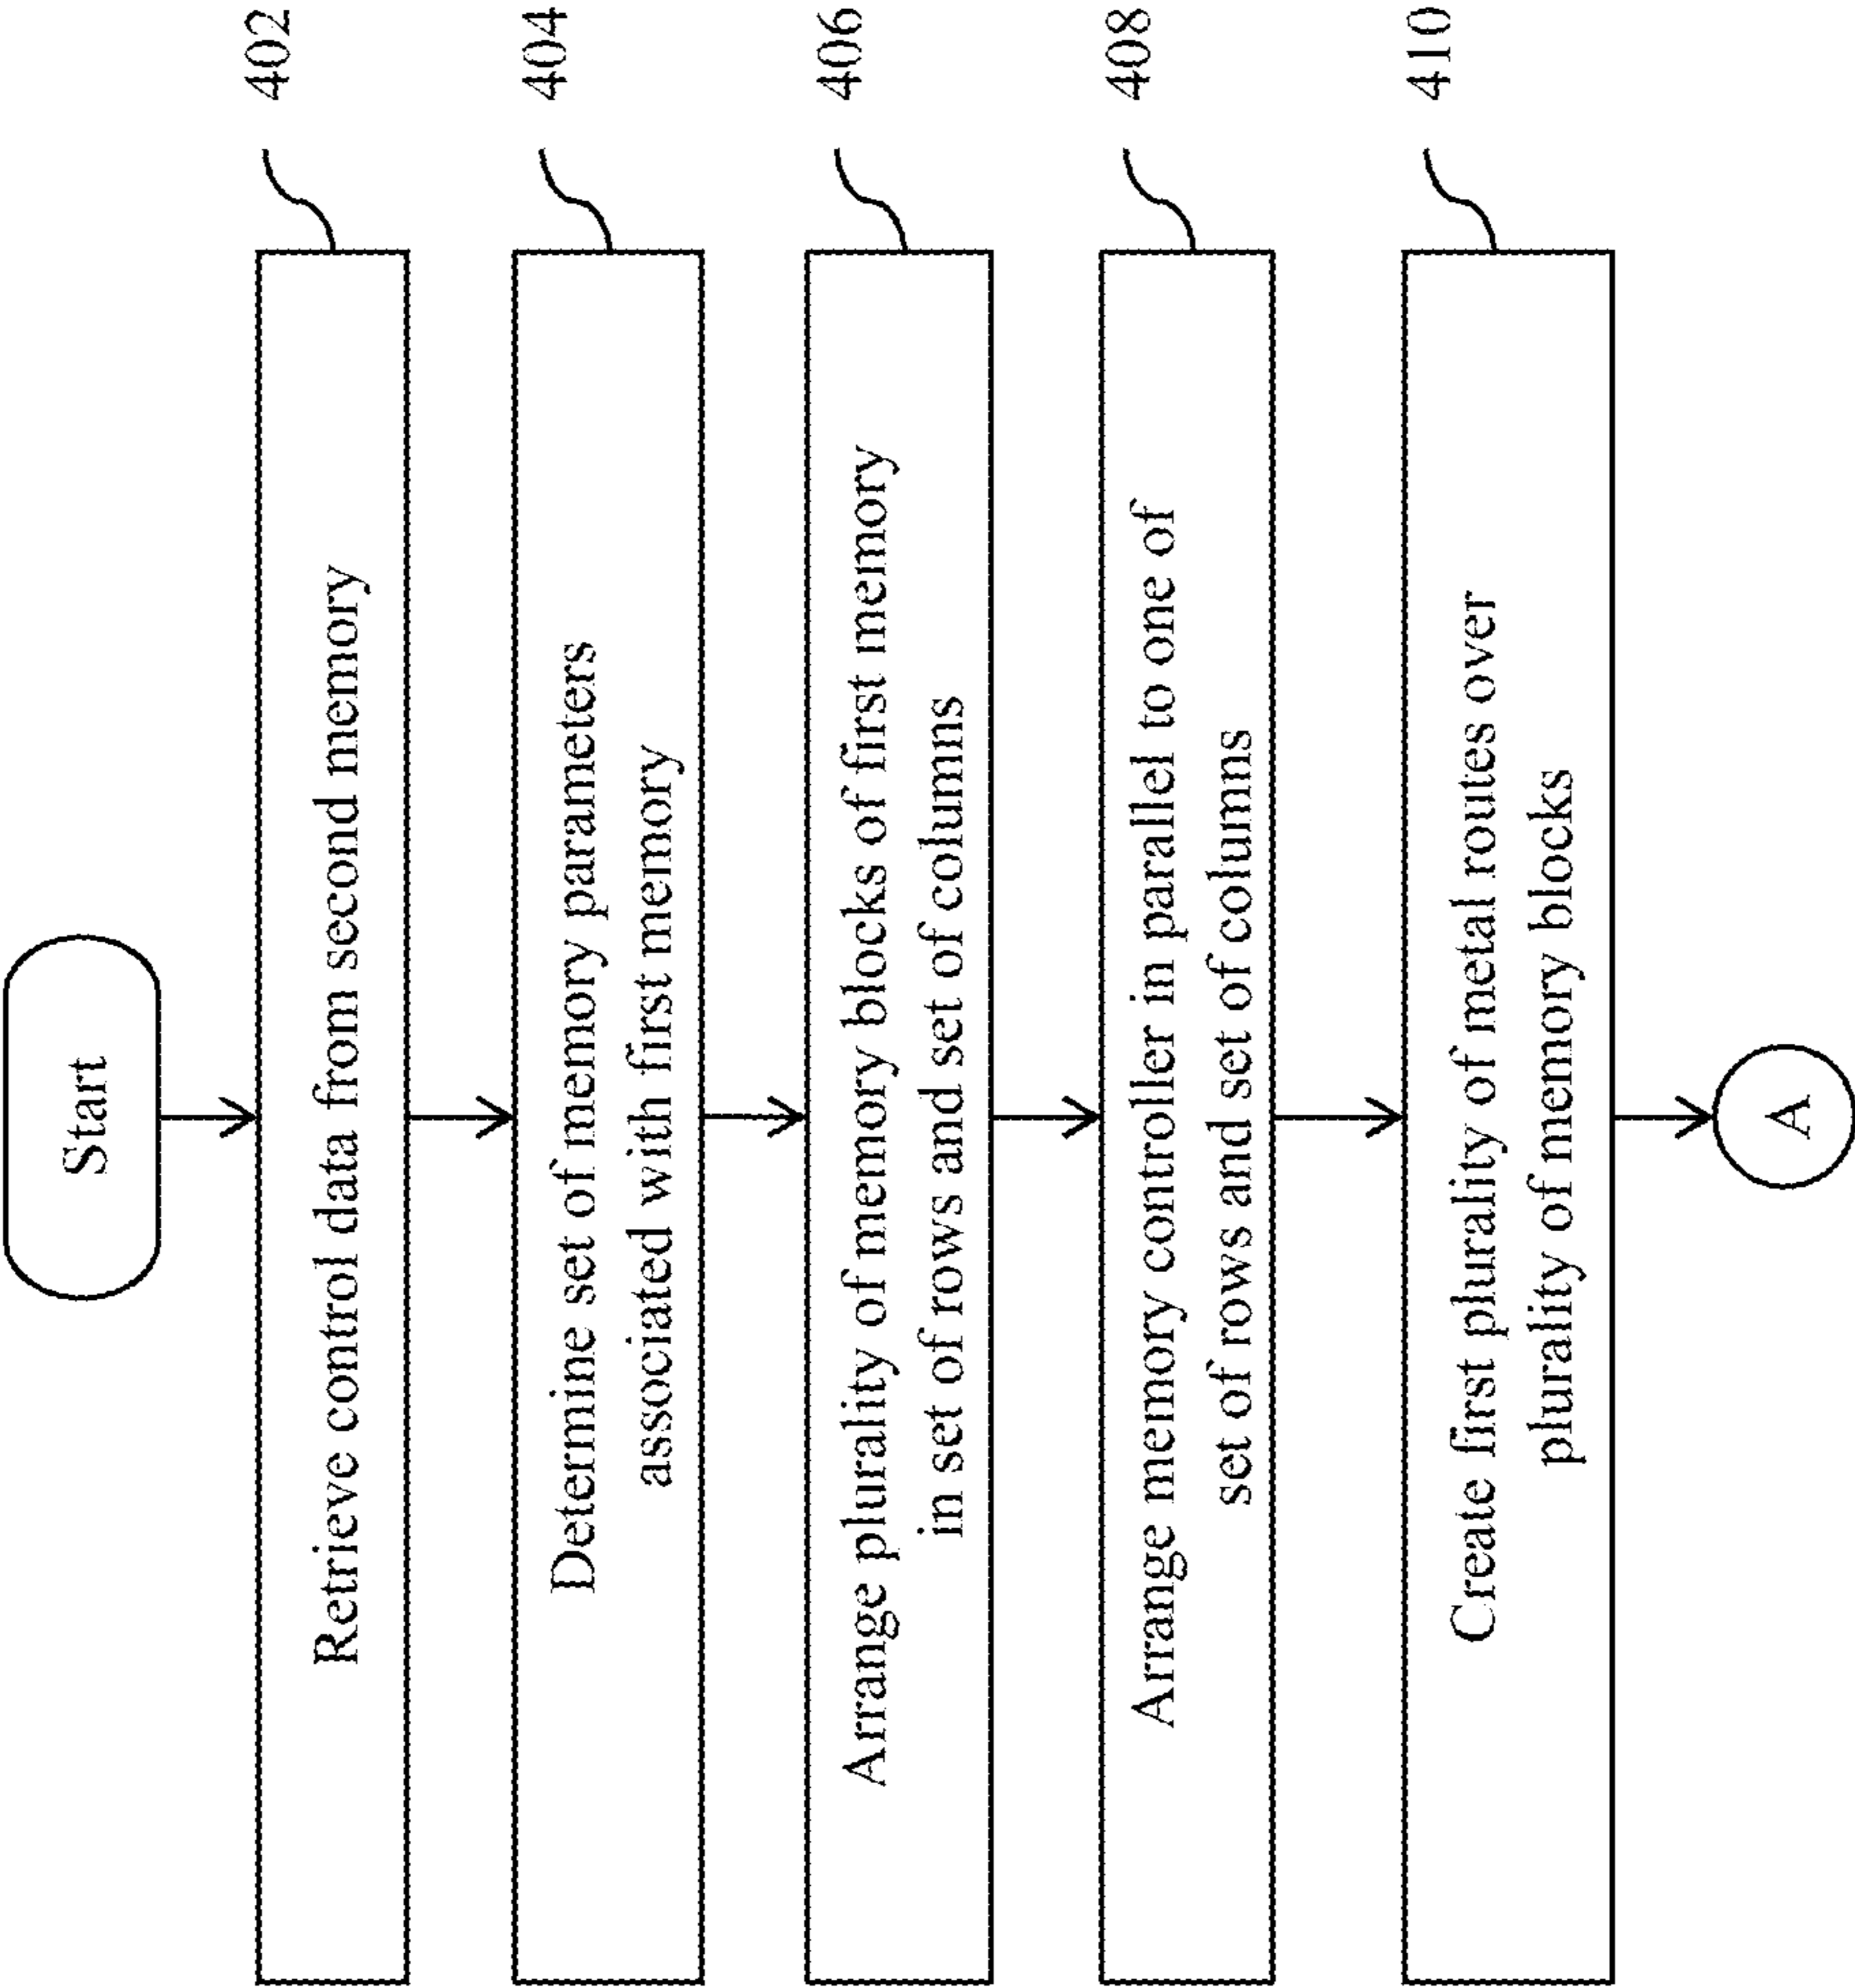 Start
Retrieve control data from second memory
402
Determine set of memory parameters
associated with first memory
404
Arrange plurality of memory blocks of first memory
in set of rows and set of columns
406
Arrange memory controller in parallel to one of
set of rows and set of columns
408
Create first plurality of metal routes over
plurality of memory blocks
410
A